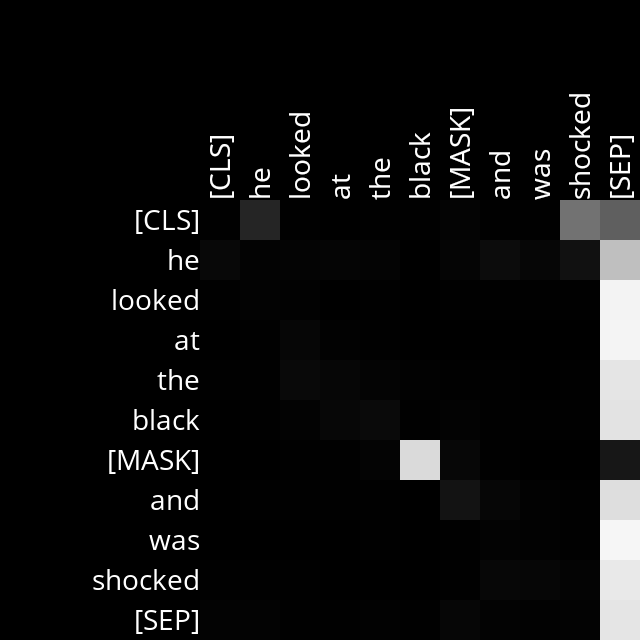 [CLS] he looked at the black [MASK] and was shocked [SEP]
[CLS]
he
looked
at
the
black
[MASK]
and
was
shocked
[SEP]